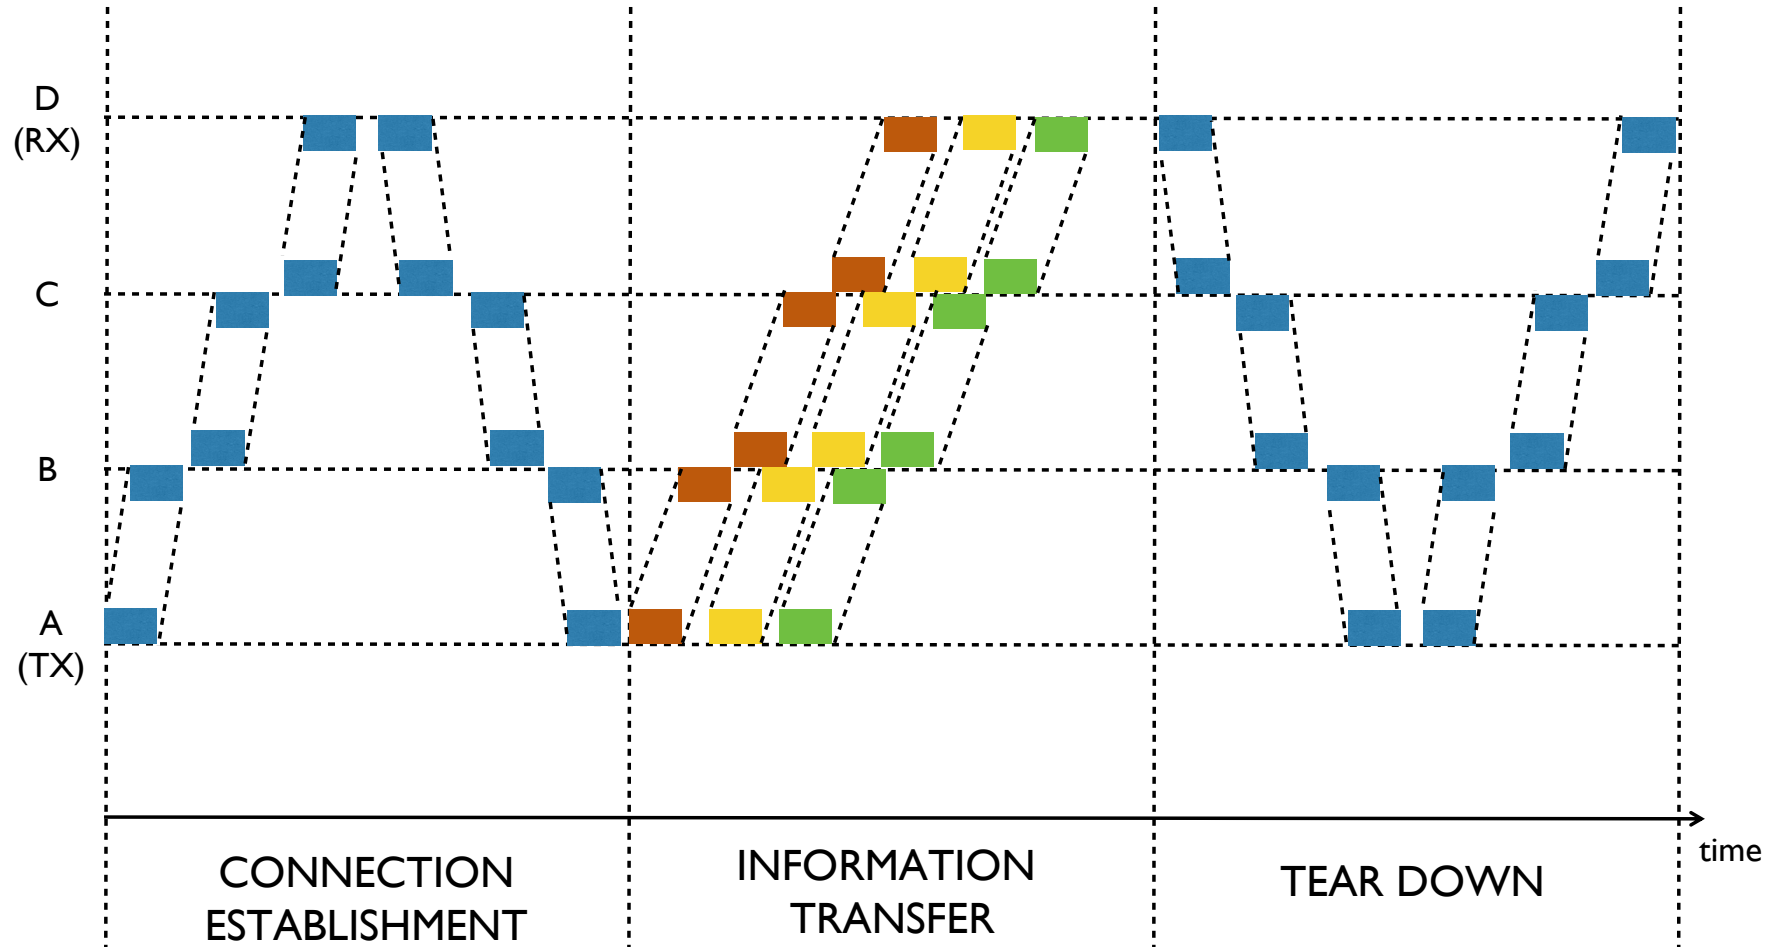 D
(RX)
C
B
A
(TX)
time
CONNECTION
ESTABLISHMENT
INFORMATION
TRANSFER
TEAR DOWN